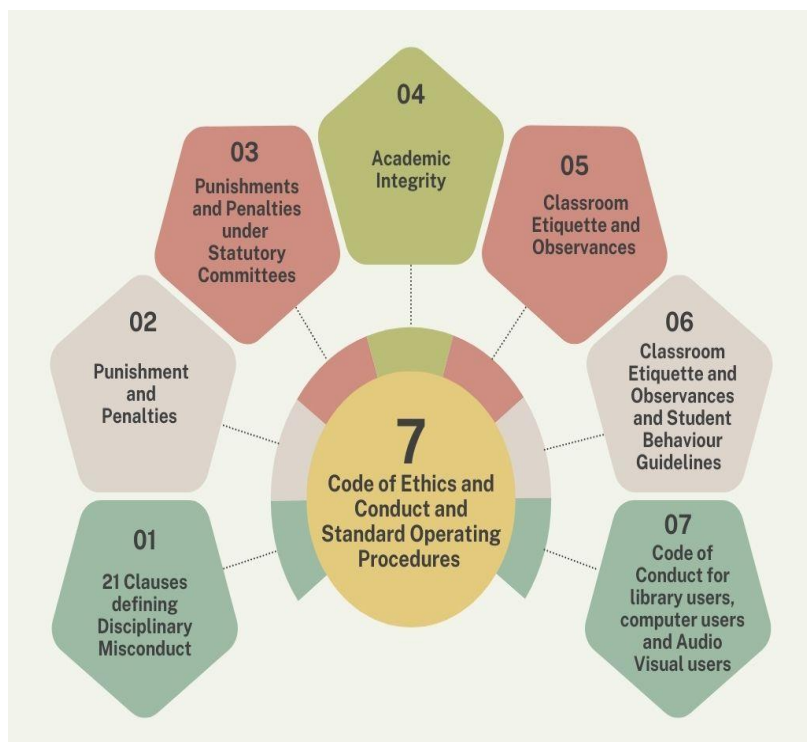 04
Academic
Integrity
03
Punishments
and Penalties
under
Statutory
Committees
05
Classroom
Etiquette and
Observances
02
Punishment
and
Penalties
06
Classroom
Etiquette and
Observances
and Student
Behaviour
Guidelines
7
Code of Ethics and
Conduct and
Standard Operating
Procedures
01
21 Clauses
defining
Disciplinary
Misconduct
07
Code of
Conduct for
library users,
computer users
and Audio
Visual users